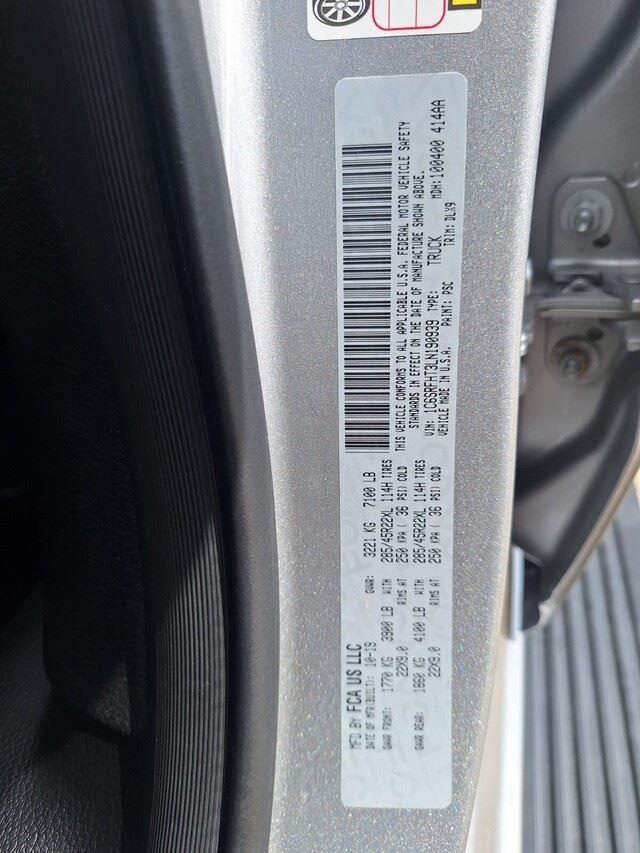 MFD BY FCA US LLC
DATE OF MFR(BUILT): 10-19 GVWR: 3221 KG 7100 LB
GAWR FRONT: 1770 KG 3900 LB WITH 285/45R22XL 114H TIRES
22X9.0 RIMS AT 250 KPA ( 36 PSI) COLD
GAWR REAR: 1860 KG 4100 LB WITH 285/45R22XL 114H TIRES
22X9.0 RIMS AT 250 KPA ( 36 PSI) COLD
THIS VEHICLE CONFORMS TO ALL APPLICABLE U.S.A. FEDERAL MOTOR VEHICLE SAFETY
STANDARDS IN EFFECT ON THE DATE OF MANUFACTURE SHOWN ABOVE.
VIN: 1C6SRFHT3LN190939 TYPE: TRUCK MDH: 100400 414AA
VEHICLE MADE IN U.S.A. PAINT: PSC TRIM: DLX9